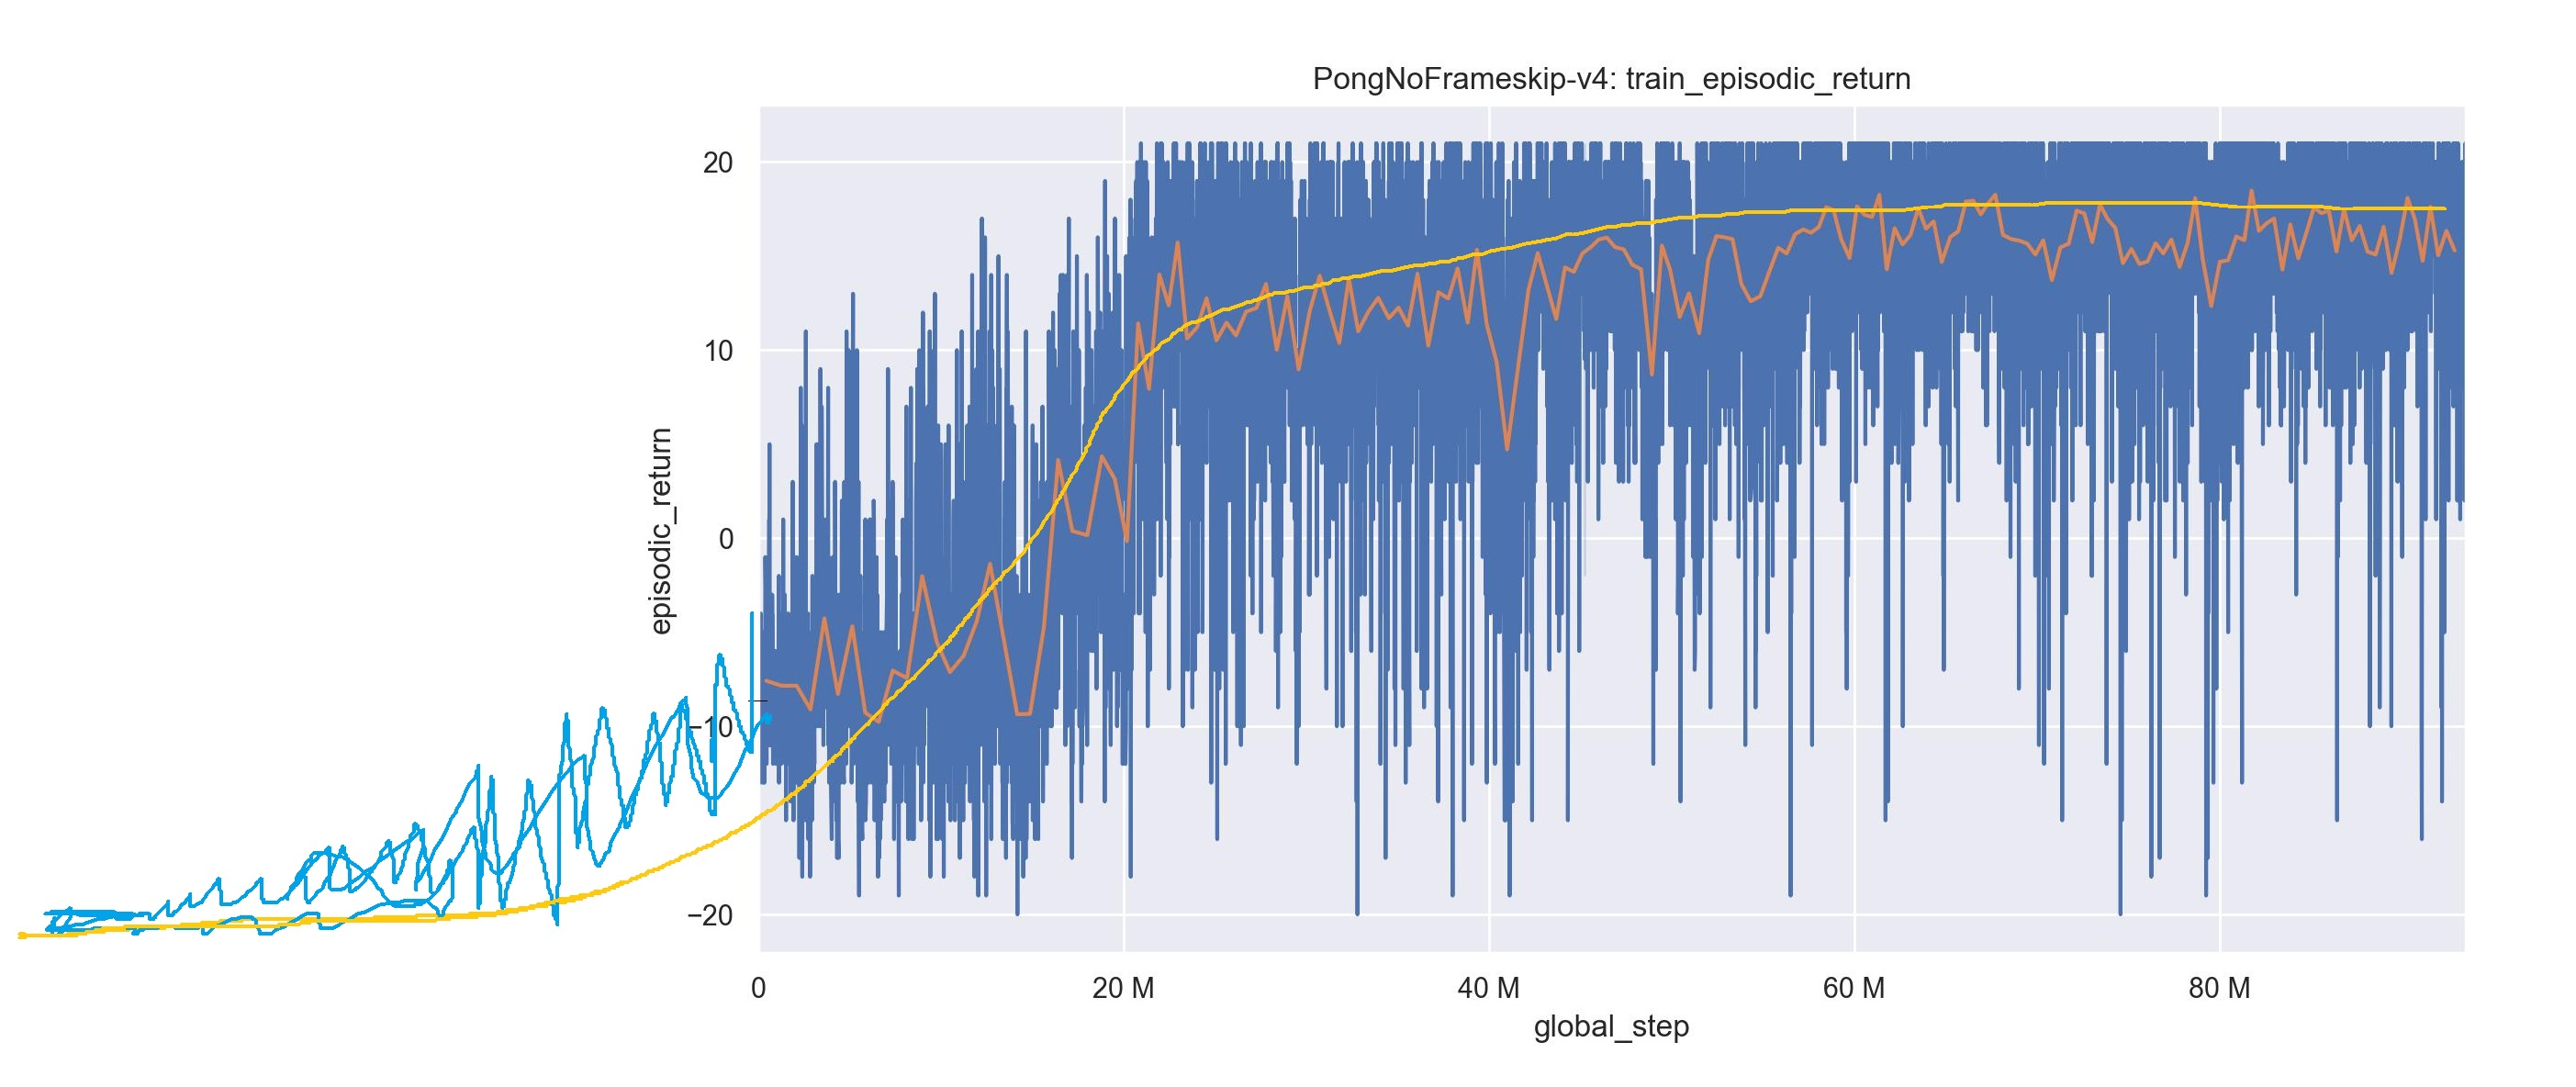 PongNoFrameskip-v4: train_episodic_return
20
10
0
−10
−20
episodic_return
0 20 M 40 M 60 M 80 M
global_step